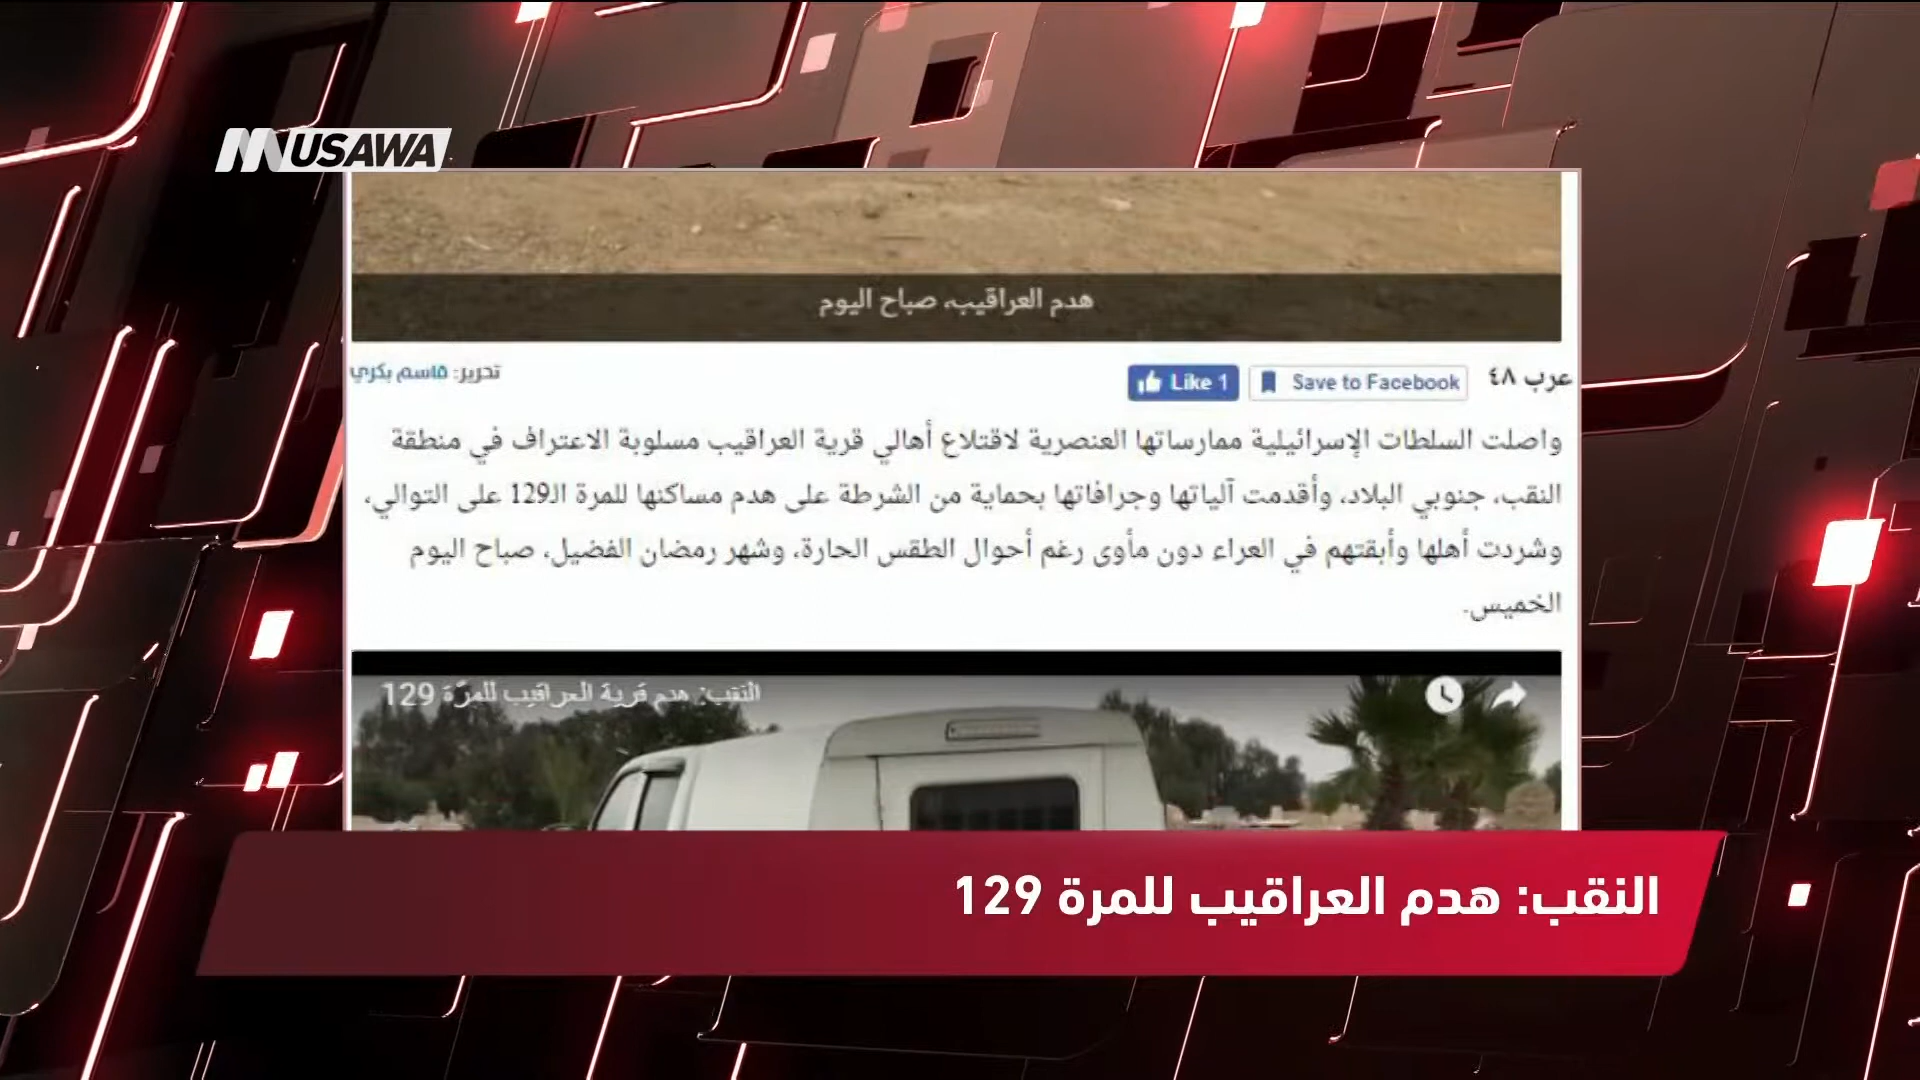 MUSAWA
هدم العراقيب، صباح اليوم
عرب ٤٨
Save to Facebook
Like 1
تحرير: قاسم بكري
واصلت السلطات الإسرائيلية ممارساتها العنصرية لاقتلاع أهالي قرية العراقيب مسلوبة الاعتراف في منطقة
النقب، جنوبي البلاد، وأقدمت آلياتها وجرافاتها بحماية من الشرطة على هدم مساكنها للمرة الـ129 على التوالي،
وشردت أهلها وأبقتهم في العراء دون مأوى رغم أحوال الطقس الحارة، وشهر رمضان الفضيل، صباح اليوم
الخميس.
النقب: هدم قرية العراقيب للمرّة 129
النقب: هدم العراقيب للمرة 129